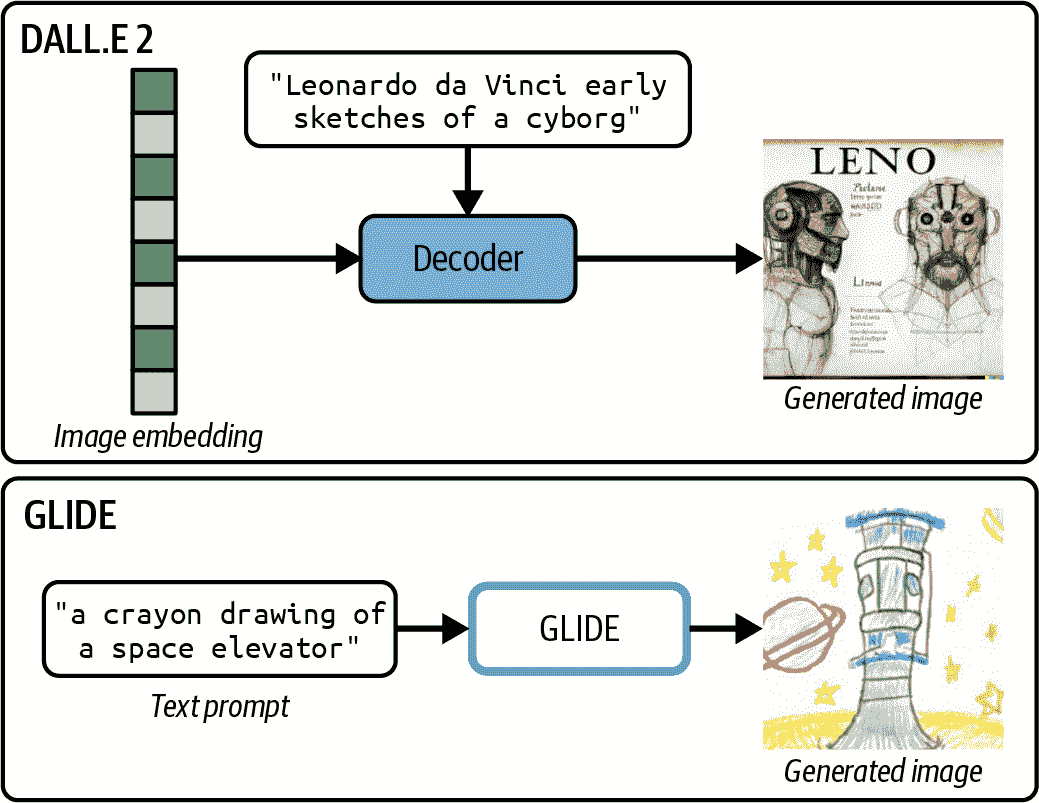 DALL.E 2
"Leonardo da Vinci early
sketches of a cyborg"
Decoder
LENO
Image embedding
Generated image
GLIDE
"a crayon drawing of
a space elevator"
Text prompt
GLIDE
Generated image